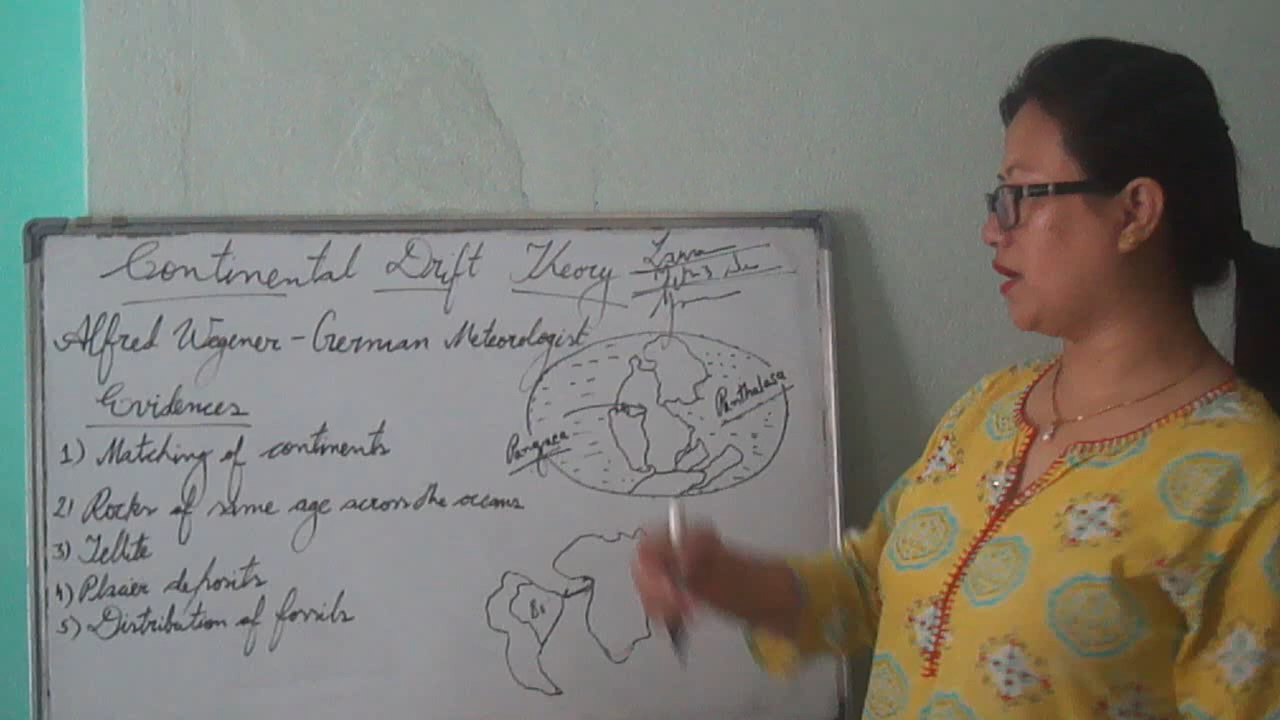 Continental Drift Theory
Alfred Wegener - German Meteorologist
Evidences
1) Matching of continents
2) Rocks of same age across the oceans
3) Tellite
4) Placer deposits
5) Distribution of fossils
Panthalasa
Pangaea
Br